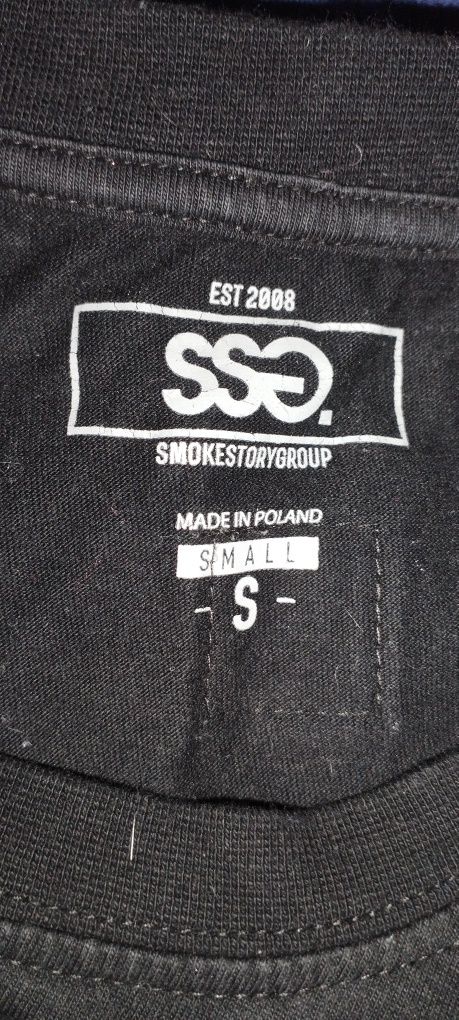 EST 2008
SSG.
SMOKESTORYGROUP
MADE IN POLAND
SMALL
- S -